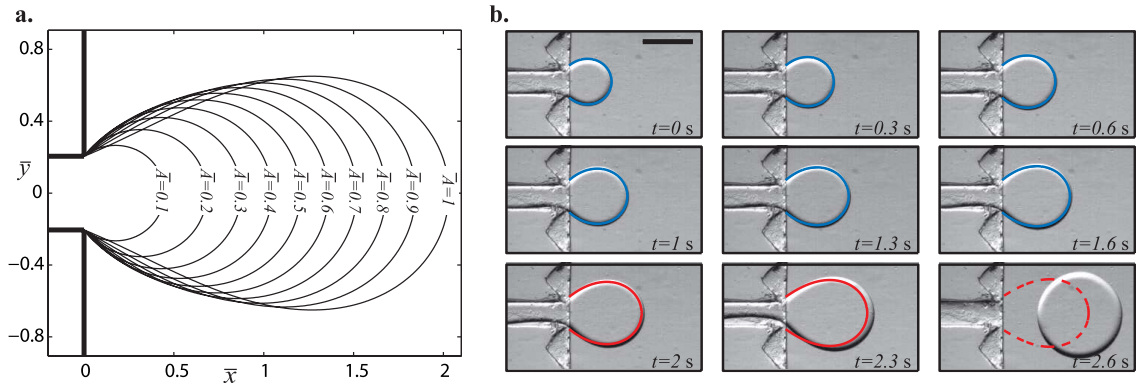 a.
0.8
0.4
ȳ
0
−0.4
−0.8
Ā=0.1
Ā=0.2
Ā=0.3
Ā=0.4
Ā=0.5
Ā=0.6
Ā=0.7
Ā=0.8
Ā=0.9
Ā=1
0
0.5
1
1.5
2
x̄
b.
t=0 s
t=0.3 s
t=0.6 s
t=1 s
t=1.3 s
t=1.6 s
t=2 s
t=2.3 s
t=2.6 s